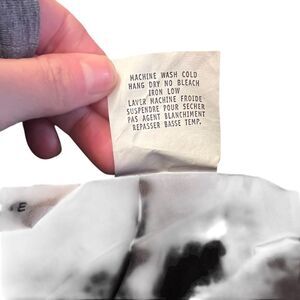 MACHINE WASH COLD
HANG DRY NO BLEACH
IRON LOW
LAVER MACHINE FROIDE
SUSPENDRE POUR SECHER
PAS AGENT BLANCHIMENT
REPASSER BASSE TEMP.
E